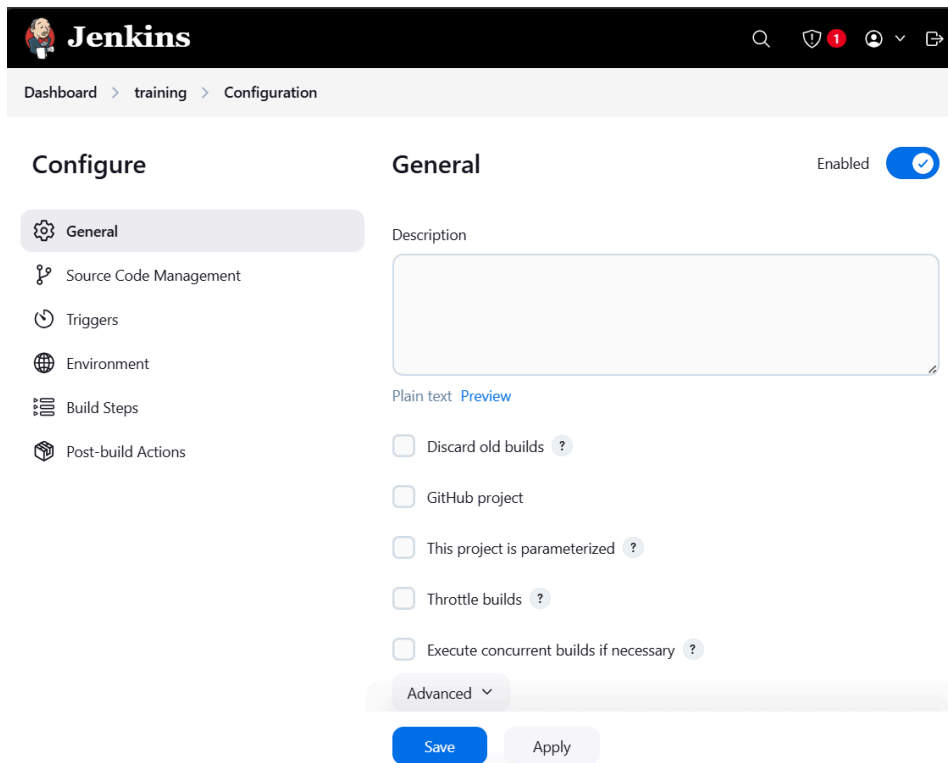 Jenkins
1
Dashboard > training > Configuration
Configure
General
Source Code Management
Triggers
Environment
Build Steps
Post-build Actions
General
Enabled
Description
Plain text Preview
Discard old builds ?
GitHub project
This project is parameterized ?
Throttle builds ?
Execute concurrent builds if necessary ?
Advanced
Save Apply